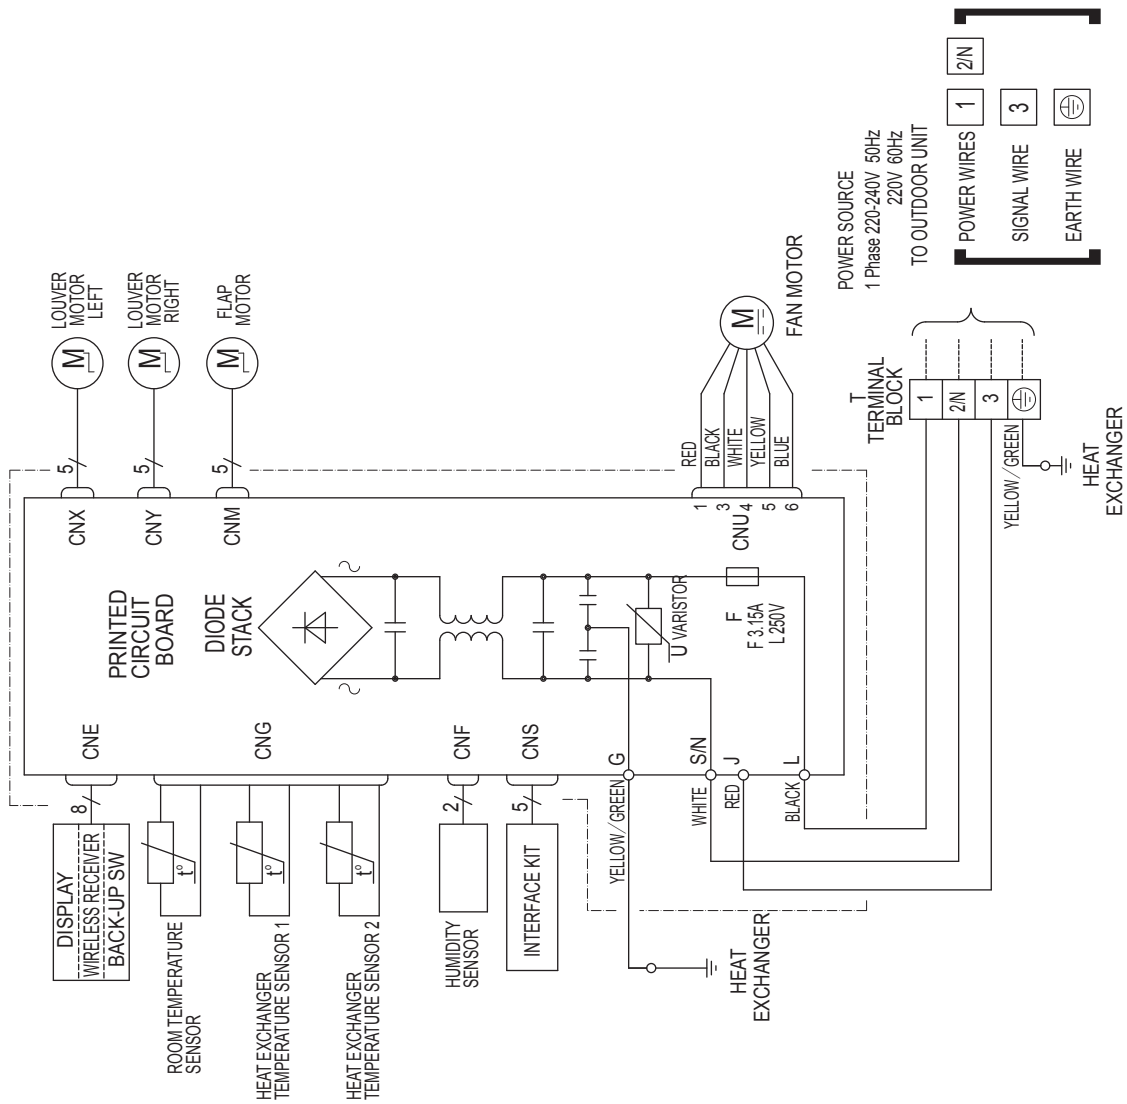 LOUVER
MOTOR
LEFT
M
5
CNX
LOUVER
MOTOR
RIGHT
M
5
CNY
FLAP
MOTOR
M
5
CNM
PRINTED
CIRCUIT
BOARD
DIODE
STACK
CNE
8
DISPLAY
WIRELESS RECEIVER
BACK-UP SW
CNG
t°
ROOM TEMPERATURE
SENSOR
t°
HEAT EXCHANGER
TEMPERATURE SENSOR 1
t°
HEAT EXCHANGER
TEMPERATURE SENSOR 2
CNF
2
HUMIDITY
SENSOR
CNS
5
INTERFACE KIT
U VARISTOR
F
F 3.15A
L 250V
CNU
1
3
4
5
6
RED
BLACK
WHITE
YELLOW
BLUE
M
FAN MOTOR
G
YELLOW/GREEN
HEAT
EXCHANGER
S/N
WHITE
J
RED
L
BLACK
T
TERMINAL
BLOCK
1
2/N
3
YELLOW/GREEN
HEAT
EXCHANGER
POWER SOURCE
1 Phase 220-240V 50Hz
220V 60Hz
TO OUTDOOR UNIT
POWER WIRES 1 2/N
SIGNAL WIRE 3
EARTH WIRE